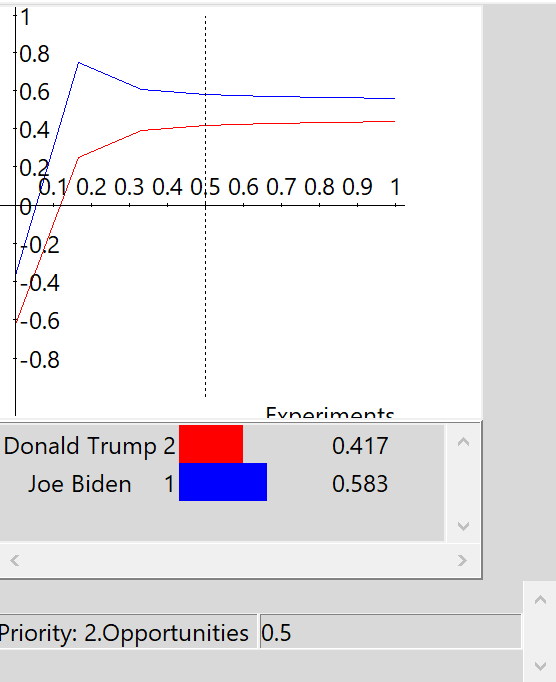 1
0.8
0.6
0.4
0.2
0.1 0.2 0.3 0.4 0.5 0.6 0.7 0.8 0.9 1
0
-0.2
-0.4
-0.6
-0.8
Experiments
Donald Trump 2 0.417
Joe Biden 1 0.583
Priority: 2.Opportunities 0.5